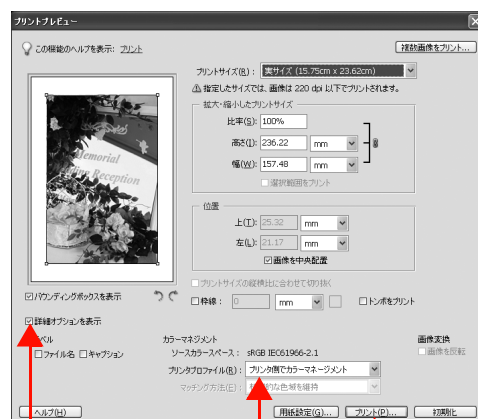 プリントプレビュー
この機能のヘルプを表示: プリント
複数画像をプリント...
プリントサイズ(R): 実サイズ (15.75cm x 23.62cm)
指定したサイズでは、画像は 220 dpi 以下でプリントされます。
拡大・縮小したプリントサイズ
比率(S): 100%
高さ(I): 236.22 mm
幅(W): 157.48 mm
選択範囲をプリント
Memorial
Reception
位置
上(T): 25.32 mm
左(L): 21.17 mm
画像を中央配置
プリントサイズの縦横比に合わせて切り抜く
バウンディングボックスを表示
枠線: 0 mm
トンボをプリント
詳細オプションを表示
ベル
ファイル名 キャプション
カラーマネジメント
ソースカラースペース: sRGB IEC61966-2.1
プリンタプロファイル(R): プリンタ側でカラーマネージメント
マッチング方法(E): 的な色域を維持
画像変換
画像を反転
ヘルプ(H)
用紙設定(G)...
プリント(P)...
初期化